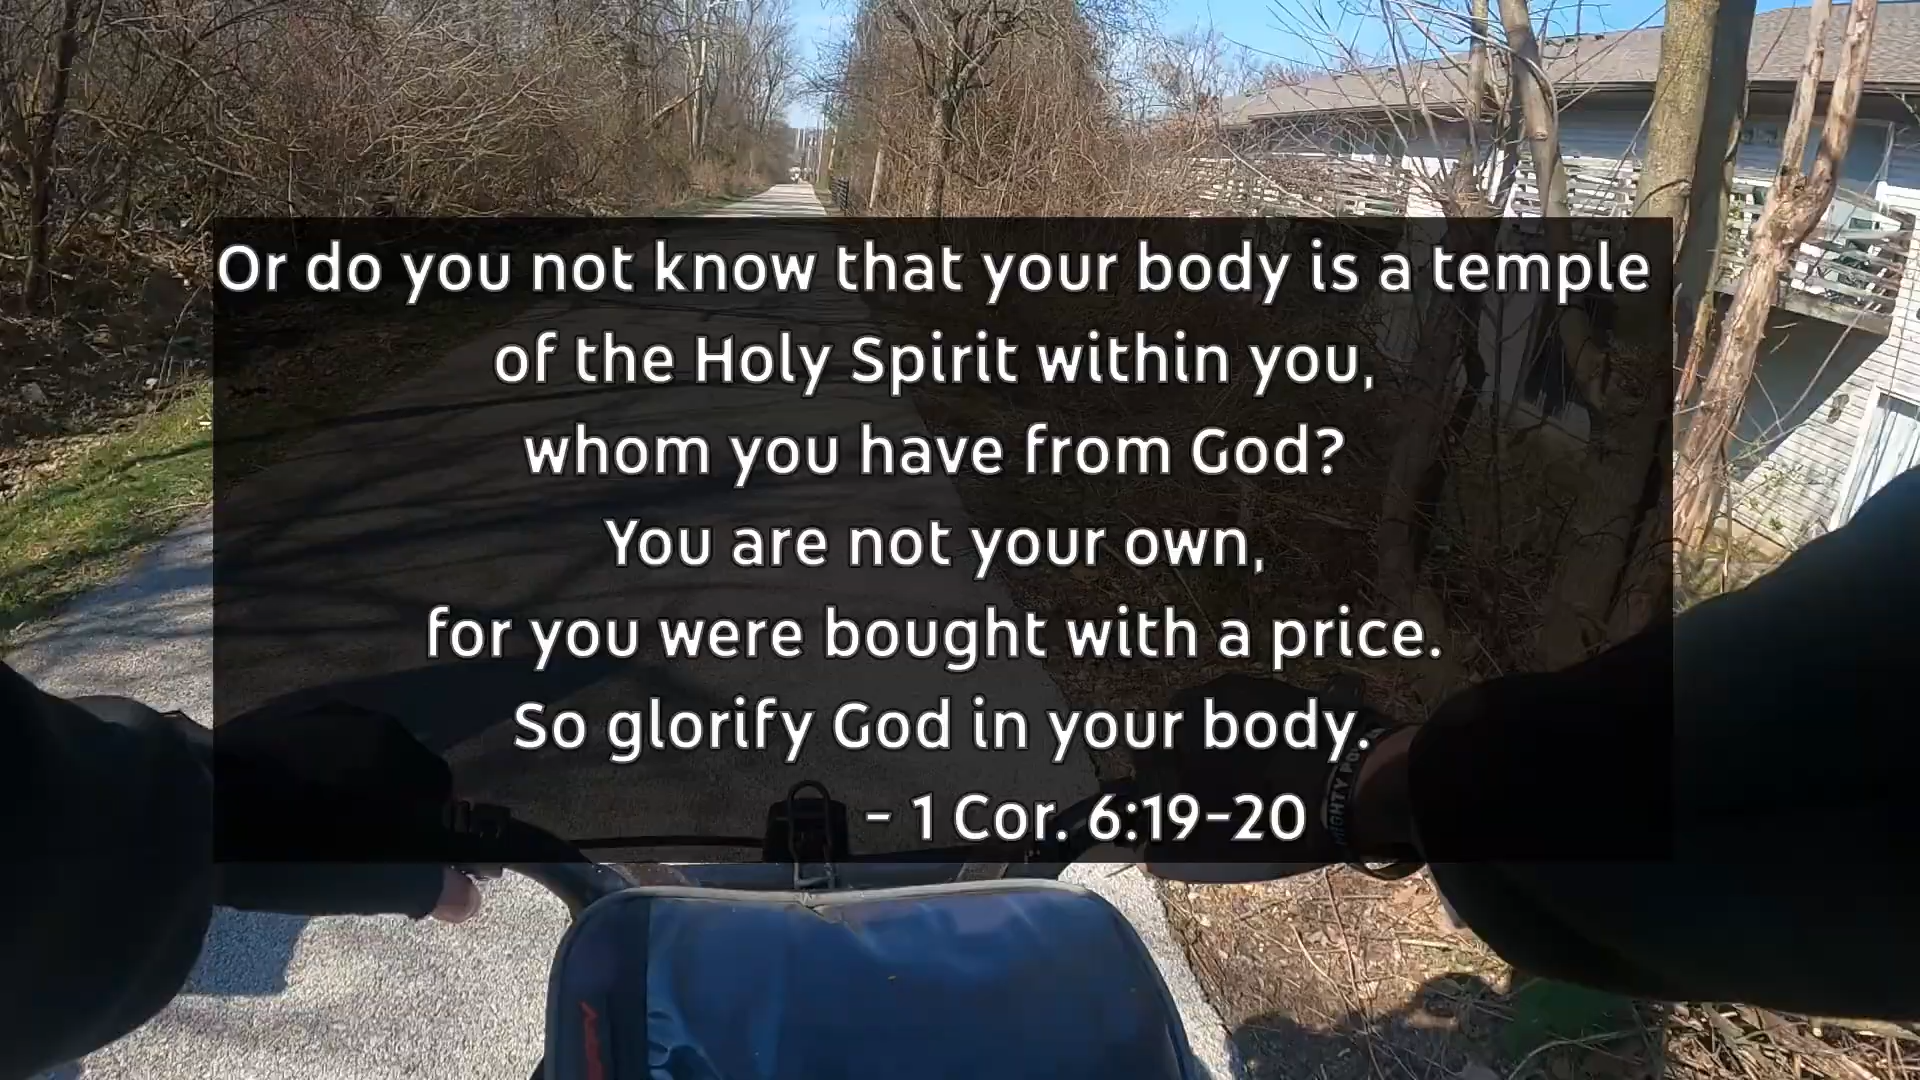 Or do you not know that your body is a temple
of the Holy Spirit within you,
whom you have from God?
You are not your own,
for you were bought with a price.
So glorify God in your body.
- 1 Cor. 6:19-20